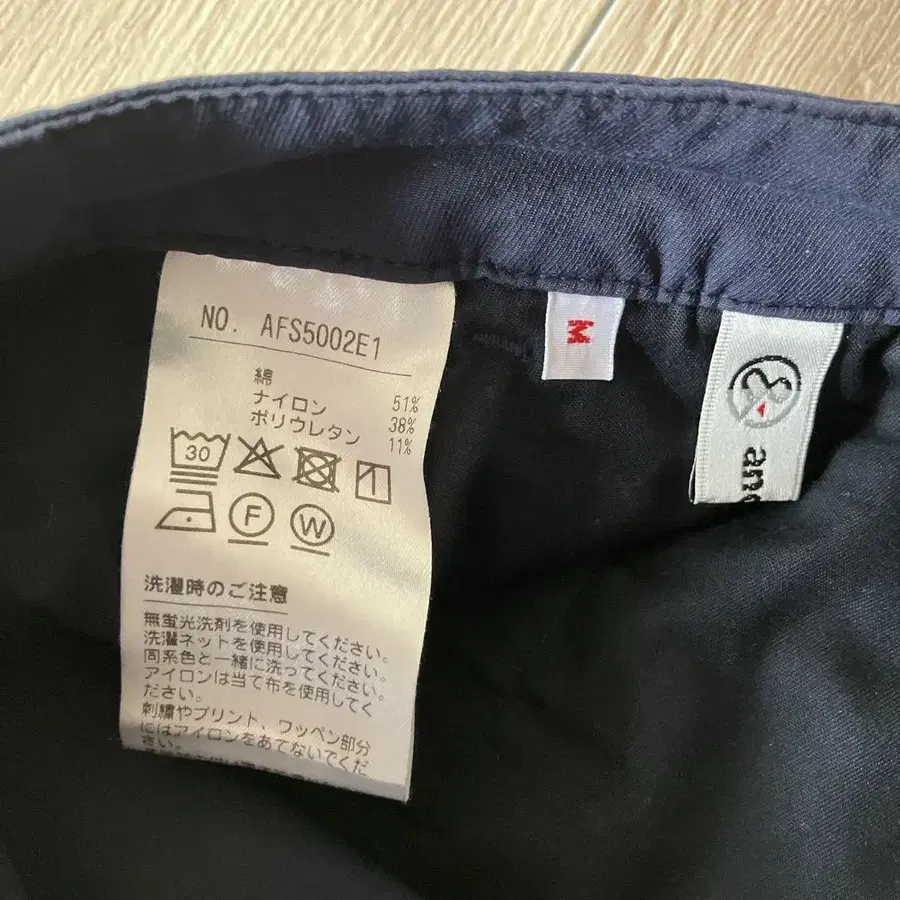 NO. AFS5002E1
綿 51%
ナイロン 38%
ポリウレタン 11%
30
F W
洗濯時のご注意
無蛍光洗剤を使用してください。
洗濯ネットを使用してください。
同系色と一緒に洗ってください。
アイロンは当て布を使用してく
ださい。
刺繍やプリント、ワッペン部分
にはアイロンをあてないでくだ
さい。
M
&
and